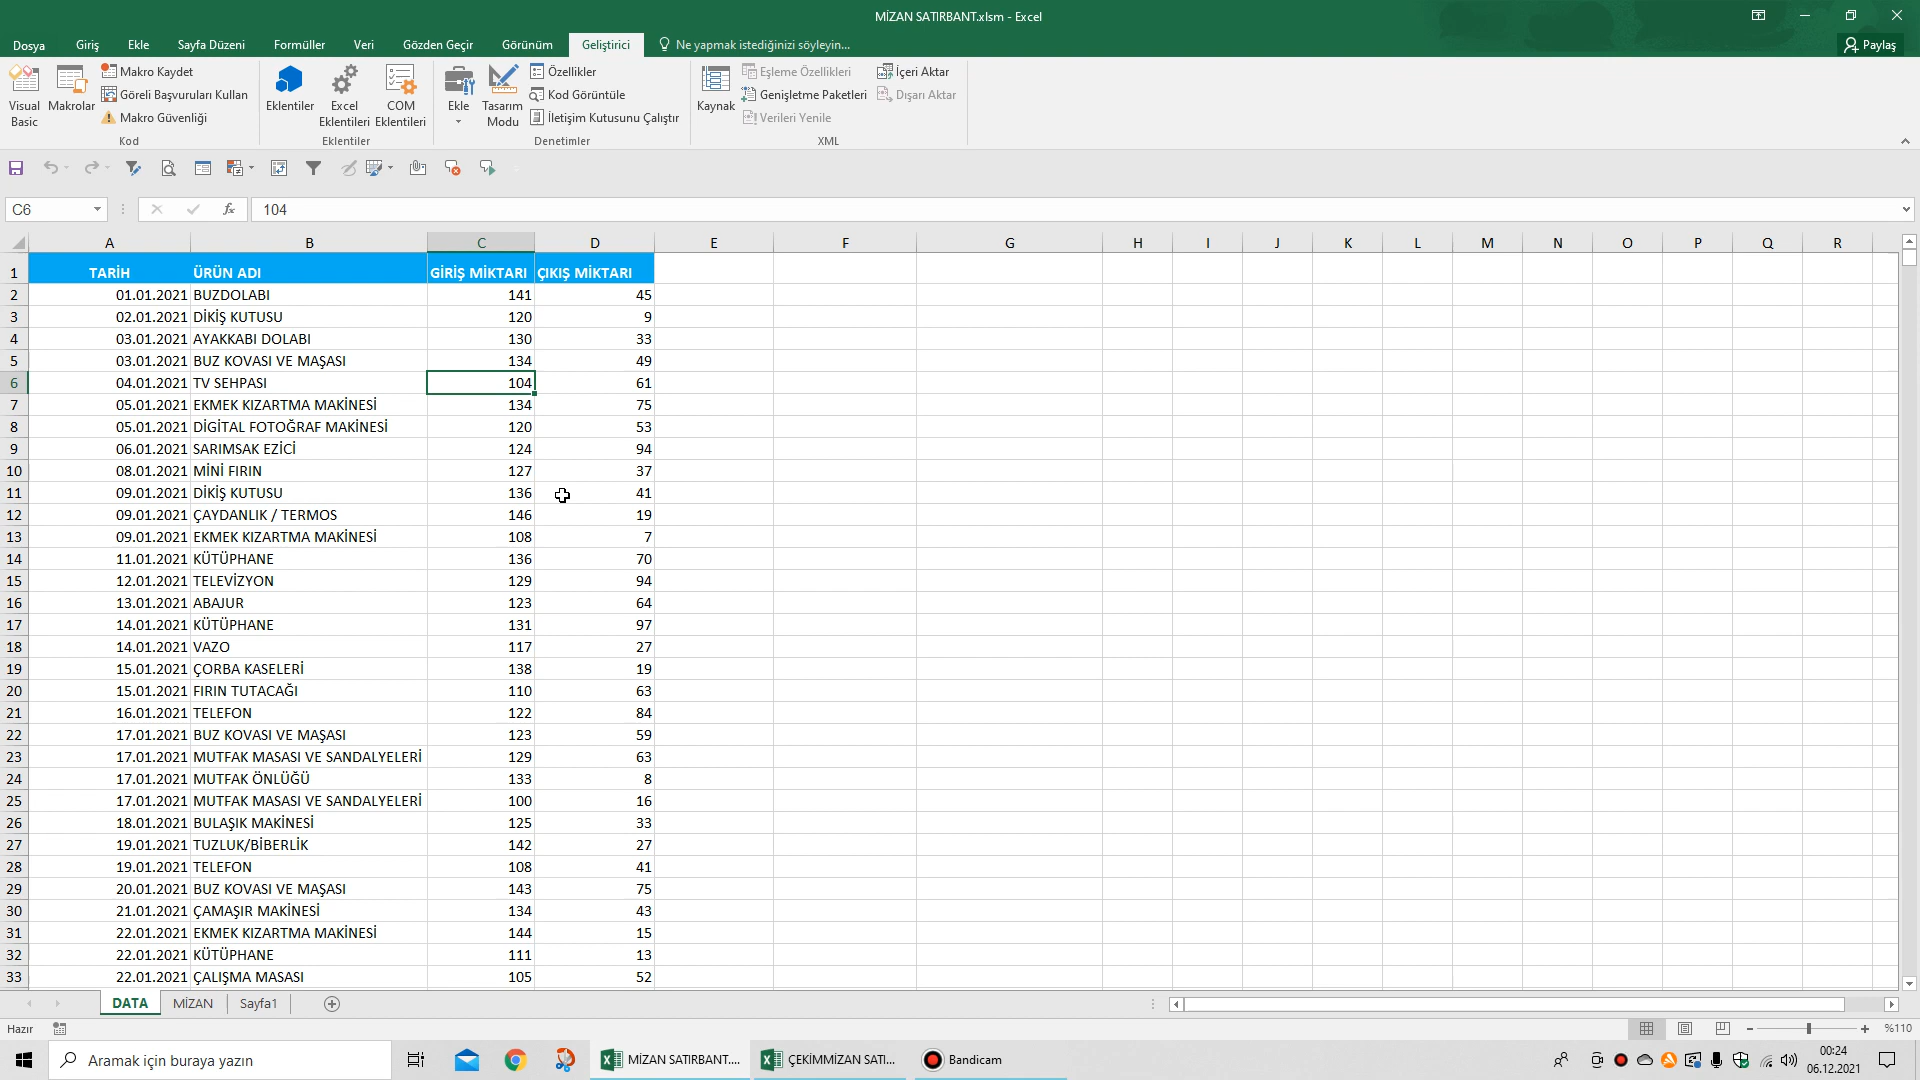 MİZAN SATIRBANT.xlsm - Excel
Dosya Giriş Ekle Sayfa Düzeni Formüller Veri Gözden Geçir Görünüm Geliştirici Ne yapmak istediğinizi söyleyin... Paylaş
Visual Basic
Makrolar
Makro Kaydet
Göreli Başvuruları Kullan
Makro Güvenliği
Kod
Eklentiler
Excel Eklentileri
COM Eklentileri
Eklentiler
Ekle
Tasarım Modu
Özellikler
Kod Görüntüle
İletişim Kutusunu Çalıştır
Denetimler
Kaynak
Eşleme Özellikleri
Genişletme Paketleri
Verileri Yenile
İçeri Aktar
Dışarı Aktar
XML
C6 fx 104
A B C D E F G H I J K L M N O P Q R
1 TARİH ÜRÜN ADI GİRİŞ MİKTARI ÇIKIŞ MİKTARI
2 01.01.2021 BUZDOLABI 141 45
3 02.01.2021 DİKİŞ KUTUSU 120 9
4 03.01.2021 AYAKKABI DOLABI 130 33
5 03.01.2021 BUZ KOVASI VE MAŞASI 134 49
6 04.01.2021 TV SEHPASI 104 61
7 05.01.2021 EKMEK KIZARTMA MAKİNESİ 134 75
8 05.01.2021 DİGİTAL FOTOĞRAF MAKİNESİ 120 53
9 06.01.2021 SARIMSAK EZİCİ 124 94
10 08.01.2021 MİNİ FIRIN 127 37
11 09.01.2021 DİKİŞ KUTUSU 136 41
12 09.01.2021 ÇAYDANLIK / TERMOS 146 19
13 09.01.2021 EKMEK KIZARTMA MAKİNESİ 108 7
14 11.01.2021 KÜTÜPHANE 136 70
15 12.01.2021 TELEVİZYON 129 94
16 13.01.2021 ABAJUR 123 64
17 14.01.2021 KÜTÜPHANE 131 97
18 14.01.2021 VAZO 117 27
19 15.01.2021 ÇORBA KASELERİ 138 19
20 15.01.2021 FIRIN TUTACAĞI 110 63
21 16.01.2021 TELEFON 122 84
22 17.01.2021 BUZ KOVASI VE MAŞASI 123 59
23 17.01.2021 MUTFAK MASASI VE SANDALYELERİ 129 63
24 17.01.2021 MUTFAK ÖNLÜĞÜ 133 8
25 17.01.2021 MUTFAK MASASI VE SANDALYELERİ 100 16
26 18.01.2021 BULAŞIK MAKİNESİ 125 33
27 19.01.2021 TUZLUK/BİBERLİK 142 27
28 19.01.2021 TELEFON 108 41
29 20.01.2021 BUZ KOVASI VE MAŞASI 143 75
30 21.01.2021 ÇAMAŞIR MAKİNESİ 134 43
31 22.01.2021 EKMEK KIZARTMA MAKİNESİ 144 15
32 22.01.2021 KÜTÜPHANE 111 13
33 22.01.2021 ÇALIŞMA MASASI 105 52
DATA MİZAN Sayfa1
Hazır %110
Aramak için buraya yazın MİZAN SATIRBANT.... ÇEKİMMİZAN SATI... Bandicam 00:24
06.12.2021